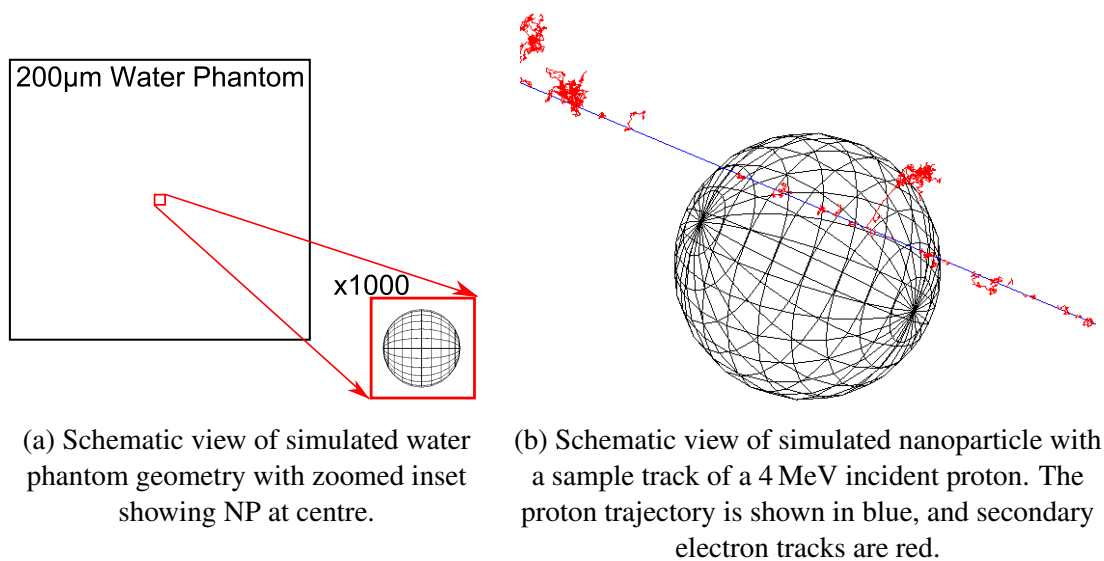 200μm Water Phantom
x1000
(a) Schematic view of simulated water
phantom geometry with zoomed inset
showing NP at centre.
(b) Schematic view of simulated nanoparticle with
a sample track of a 4 MeV incident proton. The
proton trajectory is shown in blue, and secondary
electron tracks are red.